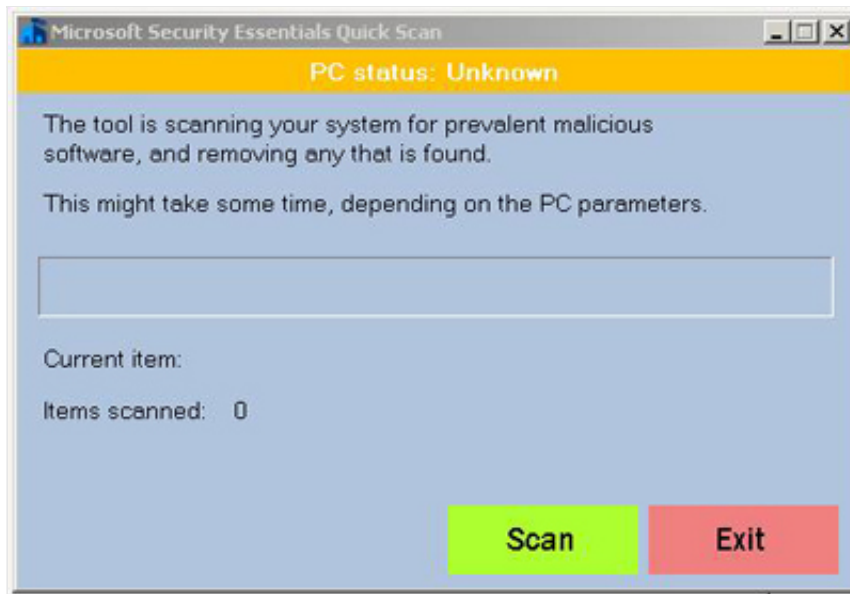 Microsoft Security Essentials Quick Scan
PC status: Unknown
The tool is scanning your system for prevalent malicious
software, and removing any that is found.
This might take some time, depending on the PC parameters.
Current item:
Items scanned: 0
Scan
Exit